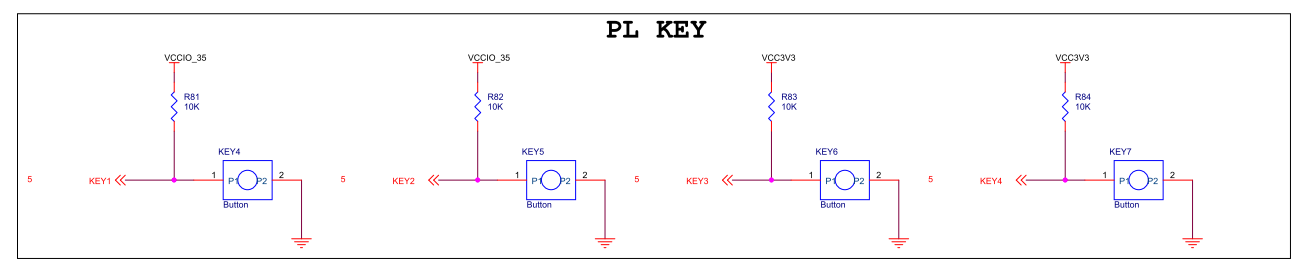 PL KEY
VCCIO_35 VCCIO_35 VCC3V3 VCC3V3
R81 R82 R83 R84
10K 10K 10K 10K
KEY4 KEY5 KEY6 KEY7
5 KEY1 1 P1 P2 2 5 KEY2 1 P1 P2 2 5 KEY3 1 P1 P2 2 5 KEY4 1 P1 P2 2
Button Button Button Button